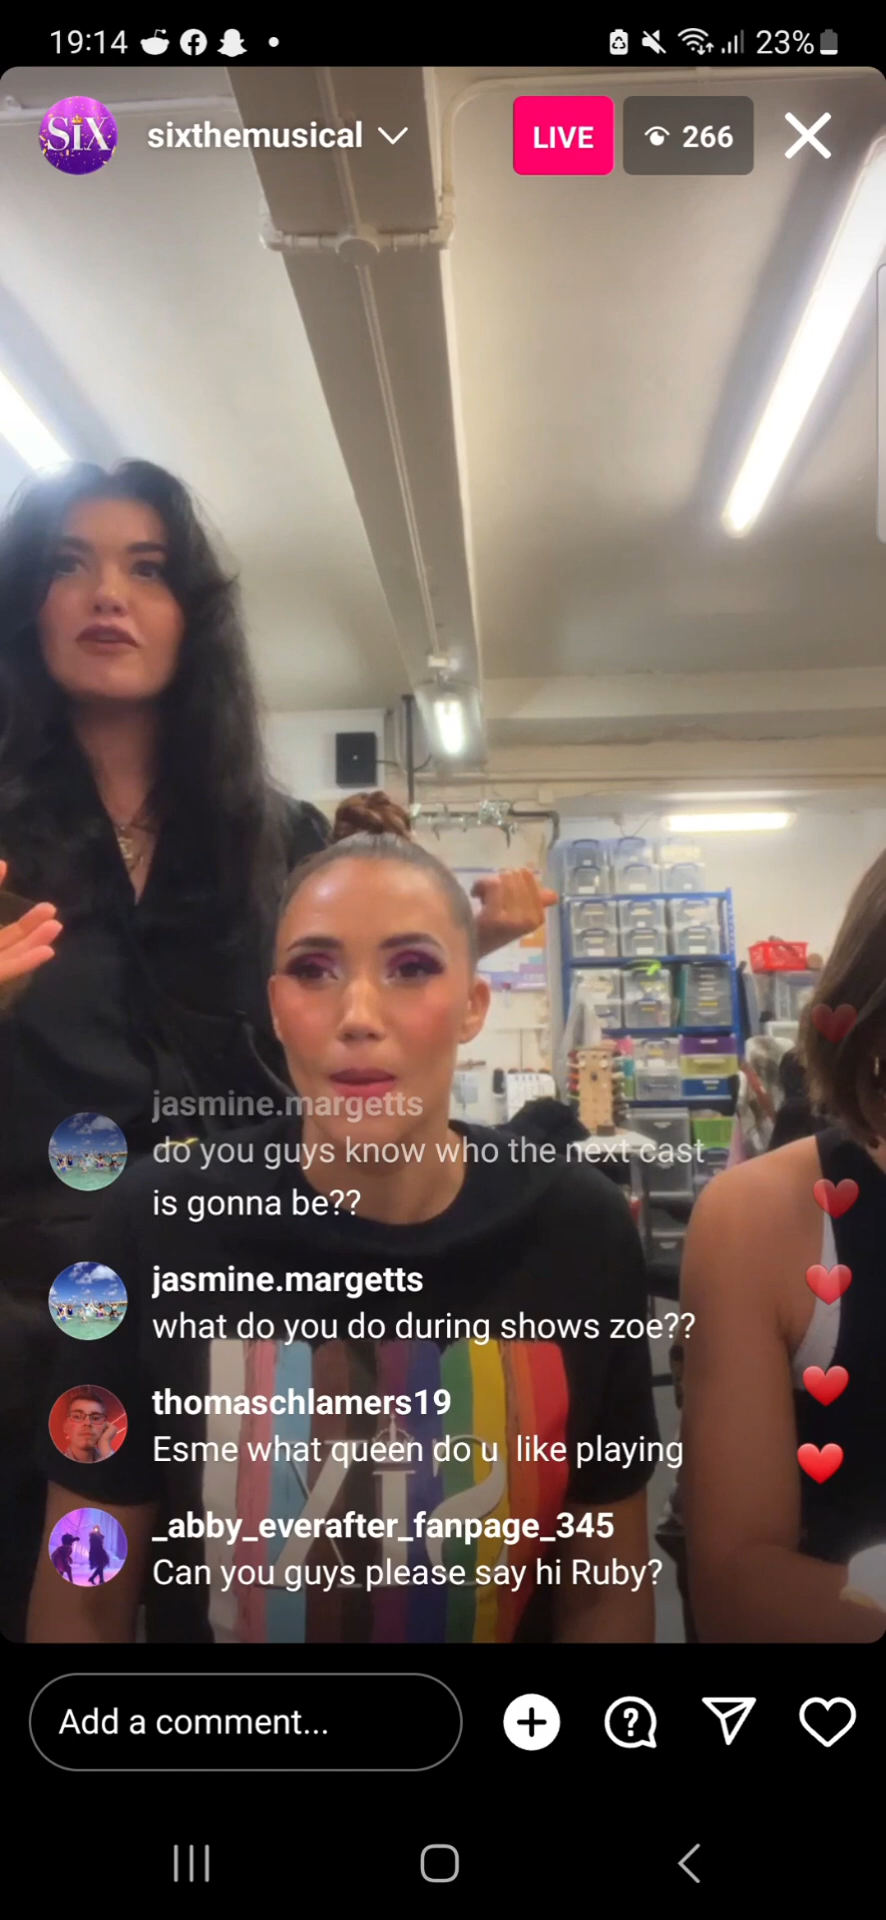 19:14
23%
SIX
sixthemusical
LIVE
266
jasmine.margetts
do you guys know who the next cast
is gonna be??
jasmine.margetts
what do you do during shows zoe??
thomaschlamers19
Esme what queen do u  like playing
_abby_everafter_fanpage_345
Can you guys please say hi Ruby?
SIX
Add a comment...